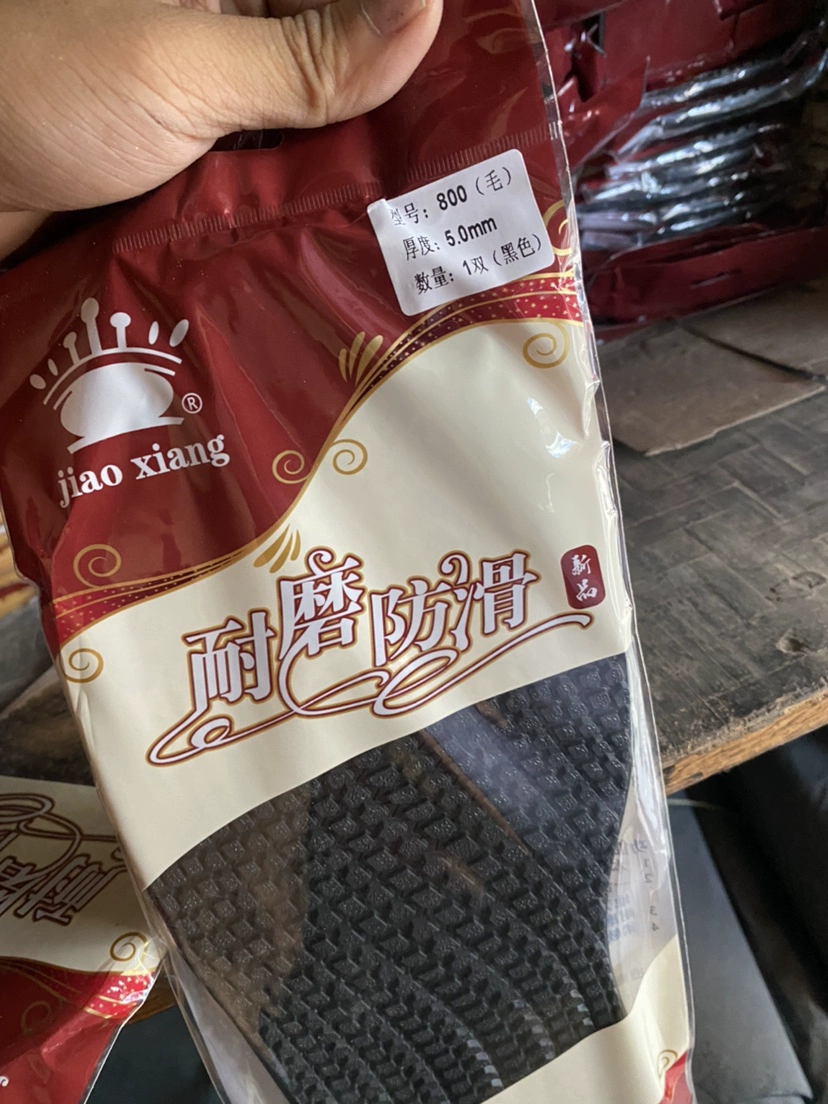 型号: 800 (毛)
厚度: 5.0mm
数量: 1双 (黑色)
®
jiao xiang
耐磨防滑
新品